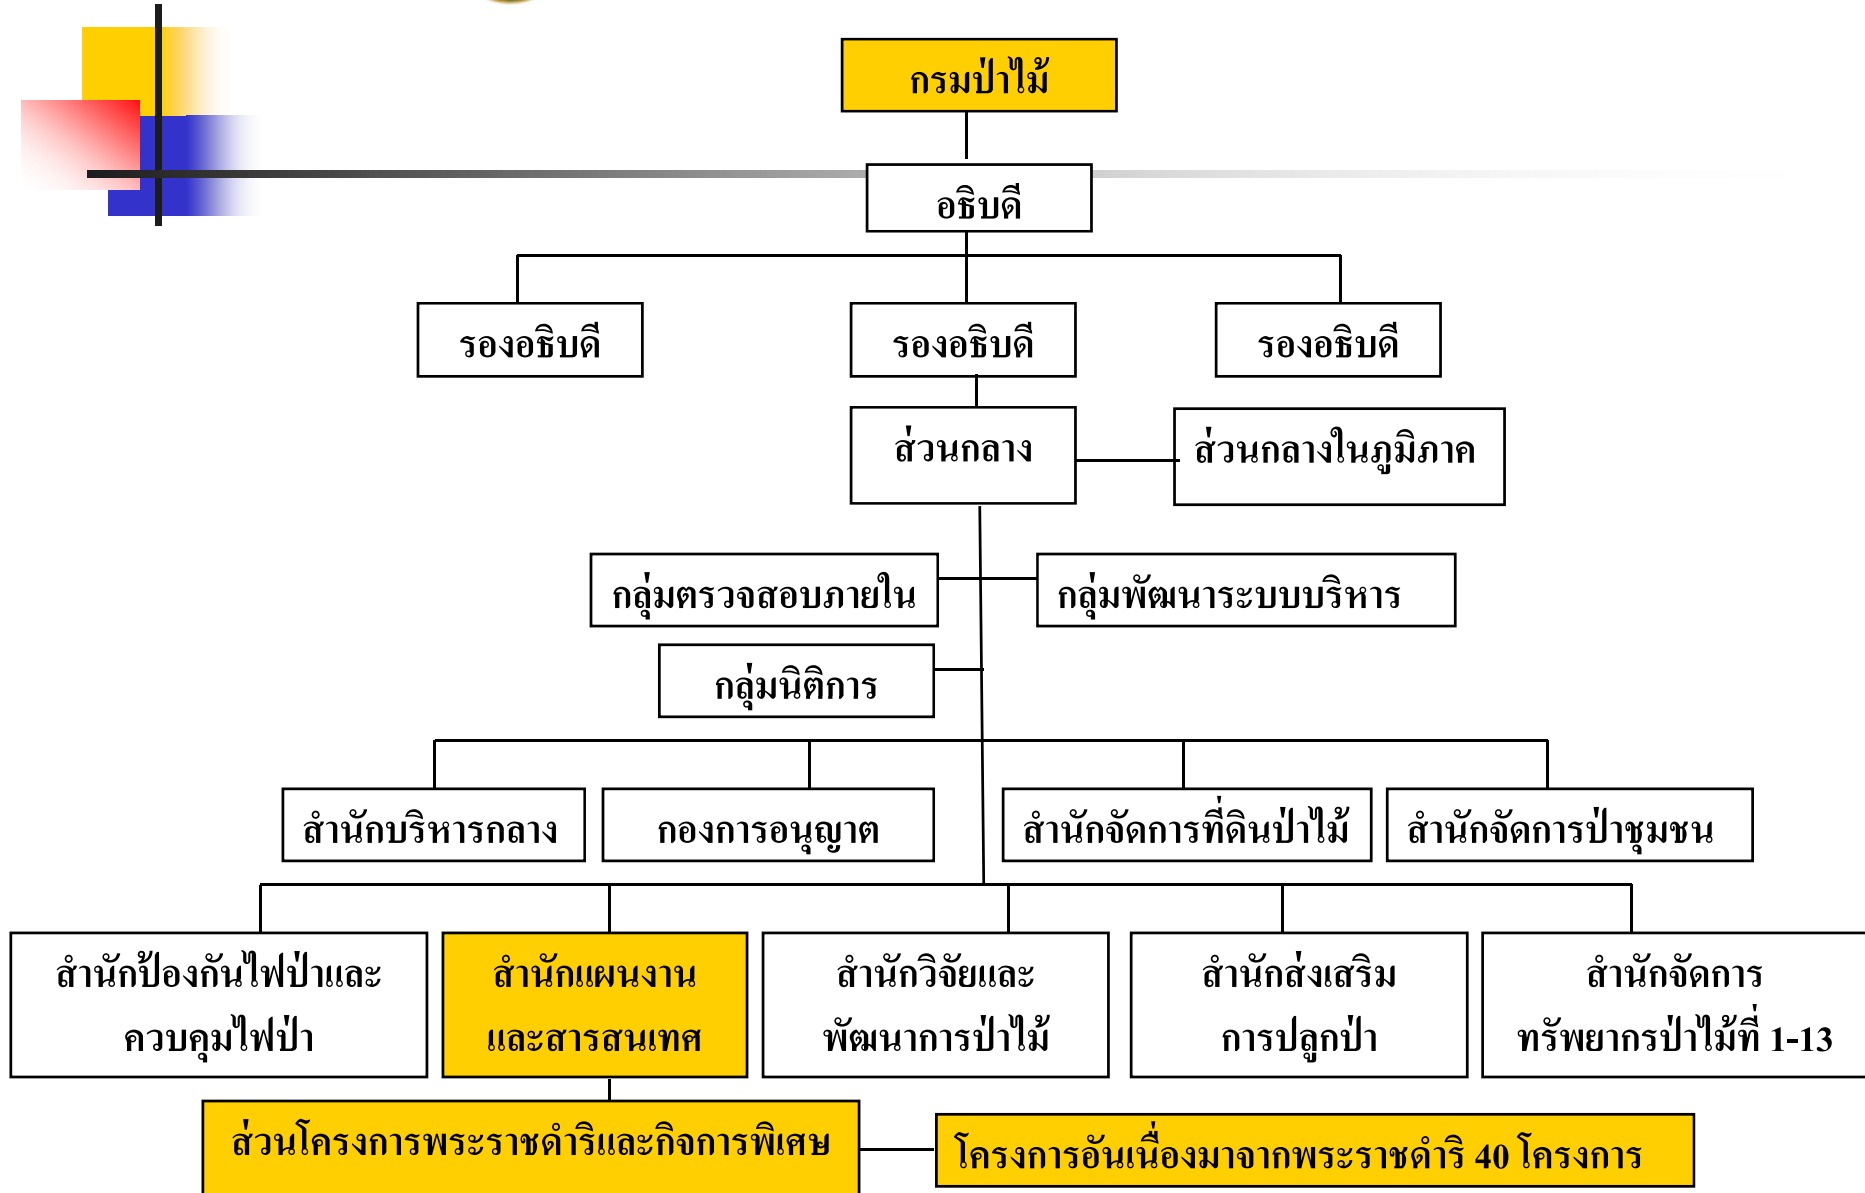 กรมป่าไม้
อธิบดี
รองอธิบดี
รองอธิบดี
รองอธิบดี
ส่วนกลาง
ส่วนกลางในภูมิภาค
กลุ่มตรวจสอบภายใน
กลุ่มพัฒนาระบบบริหาร
กลุ่มนิติการ
สำนักบริหารกลาง
กองการอนุญาต
สำนักจัดการที่ดินป่าไม้
สำนักจัดการป่าชุมชน
สำนักป้องกันไฟป่าและ
ควบคุมไฟป่า
สำนักแผนงาน
และสารสนเทศ
สำนักวิจัยและ
พัฒนาการป่าไม้
สำนักส่งเสริม
การปลูกป่า
สำนักจัดการ
ทรัพยากรป่าไม้ที่ 1-13
ส่วนโครงการพระราชดำริและกิจการพิเศษ
โครงการอันเนื่องมาจากพระราชดำริ 40 โครงการ